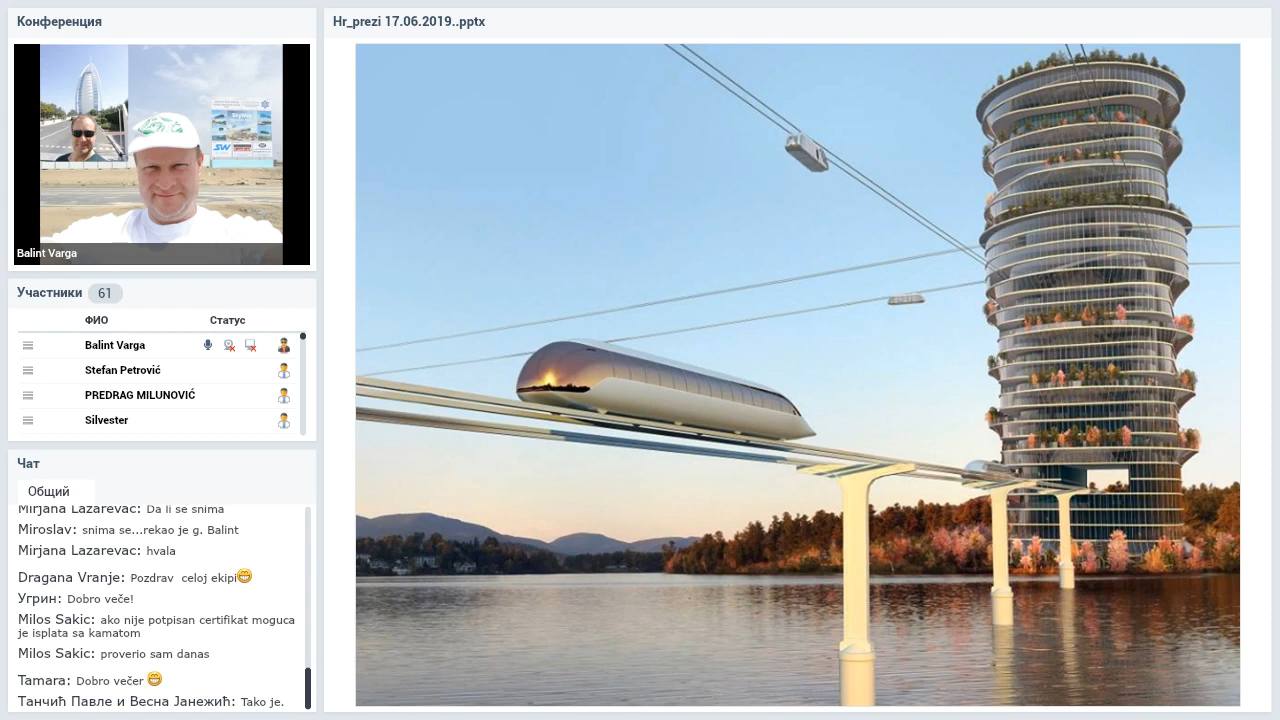 Конференция
Hr_prezi 17.06.2019..pptx
SW
Balint Varga
Участники 61
ФИО Статус
Balint Varga
Stefan Petrović
PREDRAG MILUNOVIĆ
Silvester
Чат
Общий
Mirjana Lazarevac: Da li se snima
Miroslav: snima se...rekao je g. Balint
Mirjana Lazarevac: hvala
Dragana Vranje: Pozdrav celoj ekipi
Угрин: Dobro veče!
Milos Sakic: ako nije potpisan certifikat moguca
je isplata sa kamatom
Milos Sakic: proverio sam danas
Tamara: Dobro večer
Танчић Павле и Весна Јанежић: Tako je.